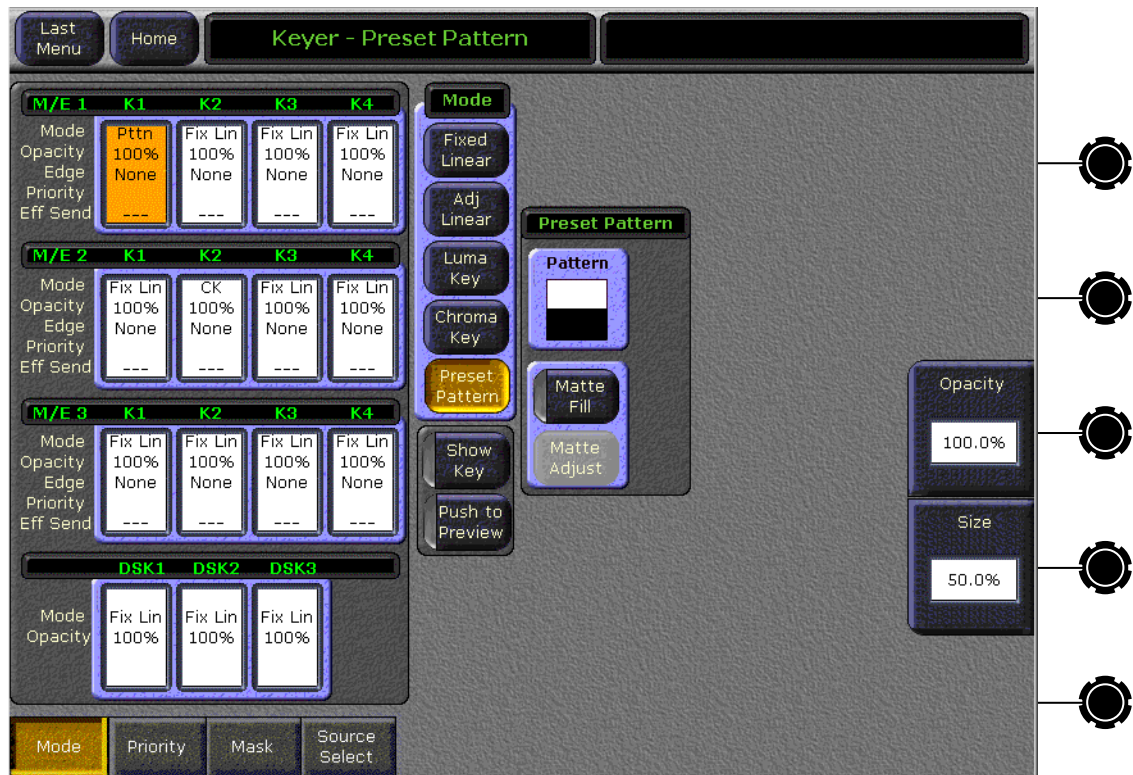 Last
Menu
Home
Keyer - Preset Pattern
M/E 1 K1 K2 K3 K4
Mode Pttn Fix Lin Fix Lin Fix Lin
Opacity 100% 100% 100% 100%
Edge None None None None
Priority
Eff Send --- --- --- ---
M/E 2 K1 K2 K3 K4
Mode Fix Lin CK Fix Lin Fix Lin
Opacity 100% 100% 100% 100%
Edge None None None None
Priority
Eff Send --- --- --- ---
M/E 3 K1 K2 K3 K4
Mode Fix Lin Fix Lin Fix Lin Fix Lin
Opacity 100% 100% 100% 100%
Edge None None None None
Priority
Eff Send --- --- --- ---
DSK1 DSK2 DSK3
Mode Fix Lin Fix Lin Fix Lin
Opacity 100% 100% 100%
Mode
Fixed
Linear
Adj
Linear
Luma
Key
Chroma
Key
Preset
Pattern
Show
Key
Push to
Preview
Preset Pattern
Pattern
Matte
Fill
Matte
Adjust
Opacity
100.0%
Size
50.0%
Mode
Priority
Mask
Source
Select